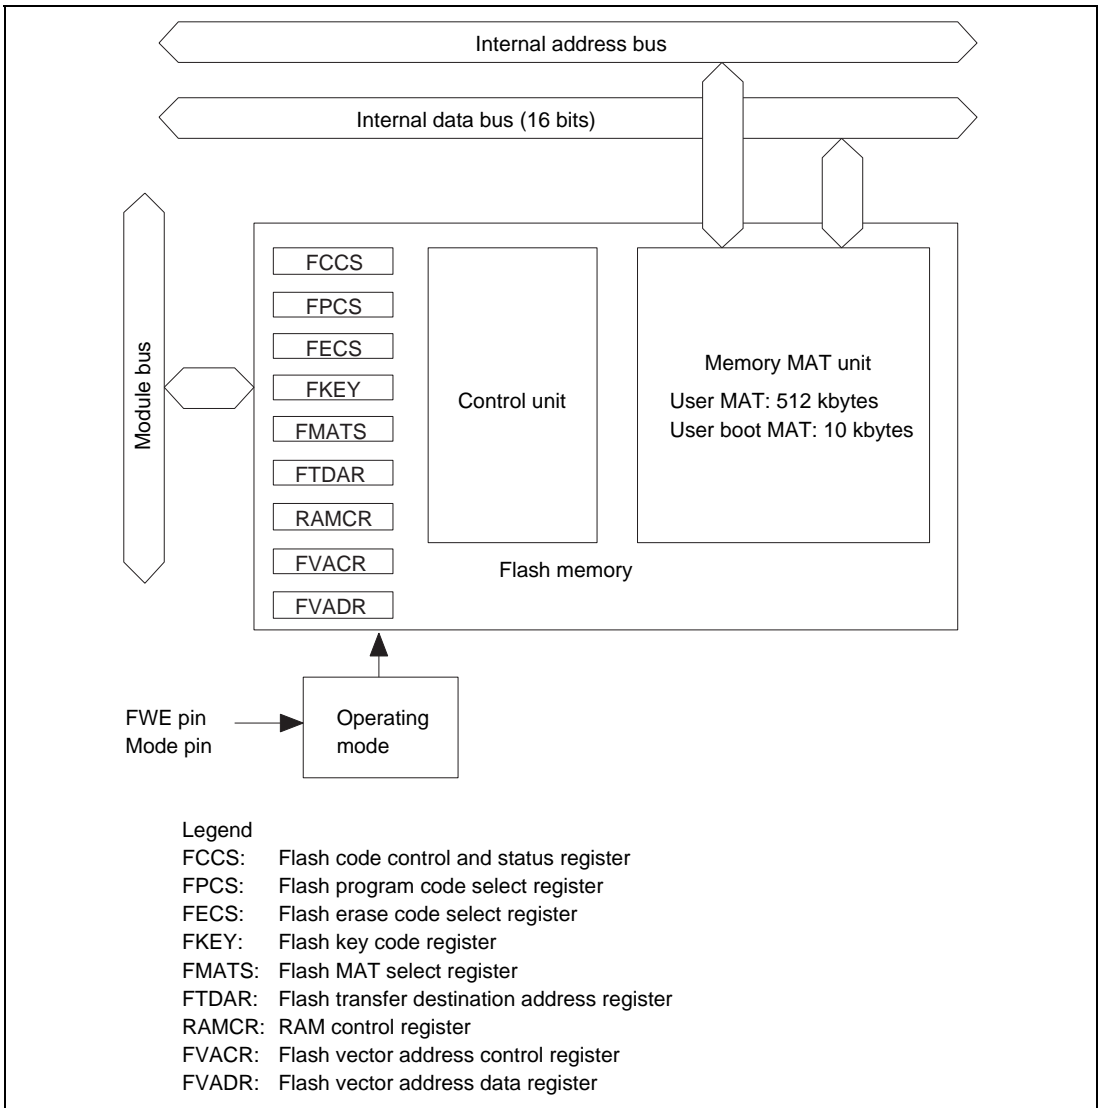 Internal address bus
Internal data bus (16 bits)
Module bus
FCCS
FPCS
FECS
FKEY
FMATS
FTDAR
RAMCR
FVACR
FVADR
Control unit
Memory MAT unit
User MAT: 512 kbytes
User boot MAT: 10 kbytes
Flash memory
FWE pin
Mode pin
Operating
mode
Legend
FCCS: Flash code control and status register
FPCS: Flash program code select register
FECS: Flash erase code select register
FKEY: Flash key code register
FMATS: Flash MAT select register
FTDAR: Flash transfer destination address register
RAMCR: RAM control register
FVACR: Flash vector address control register
FVADR: Flash vector address data register